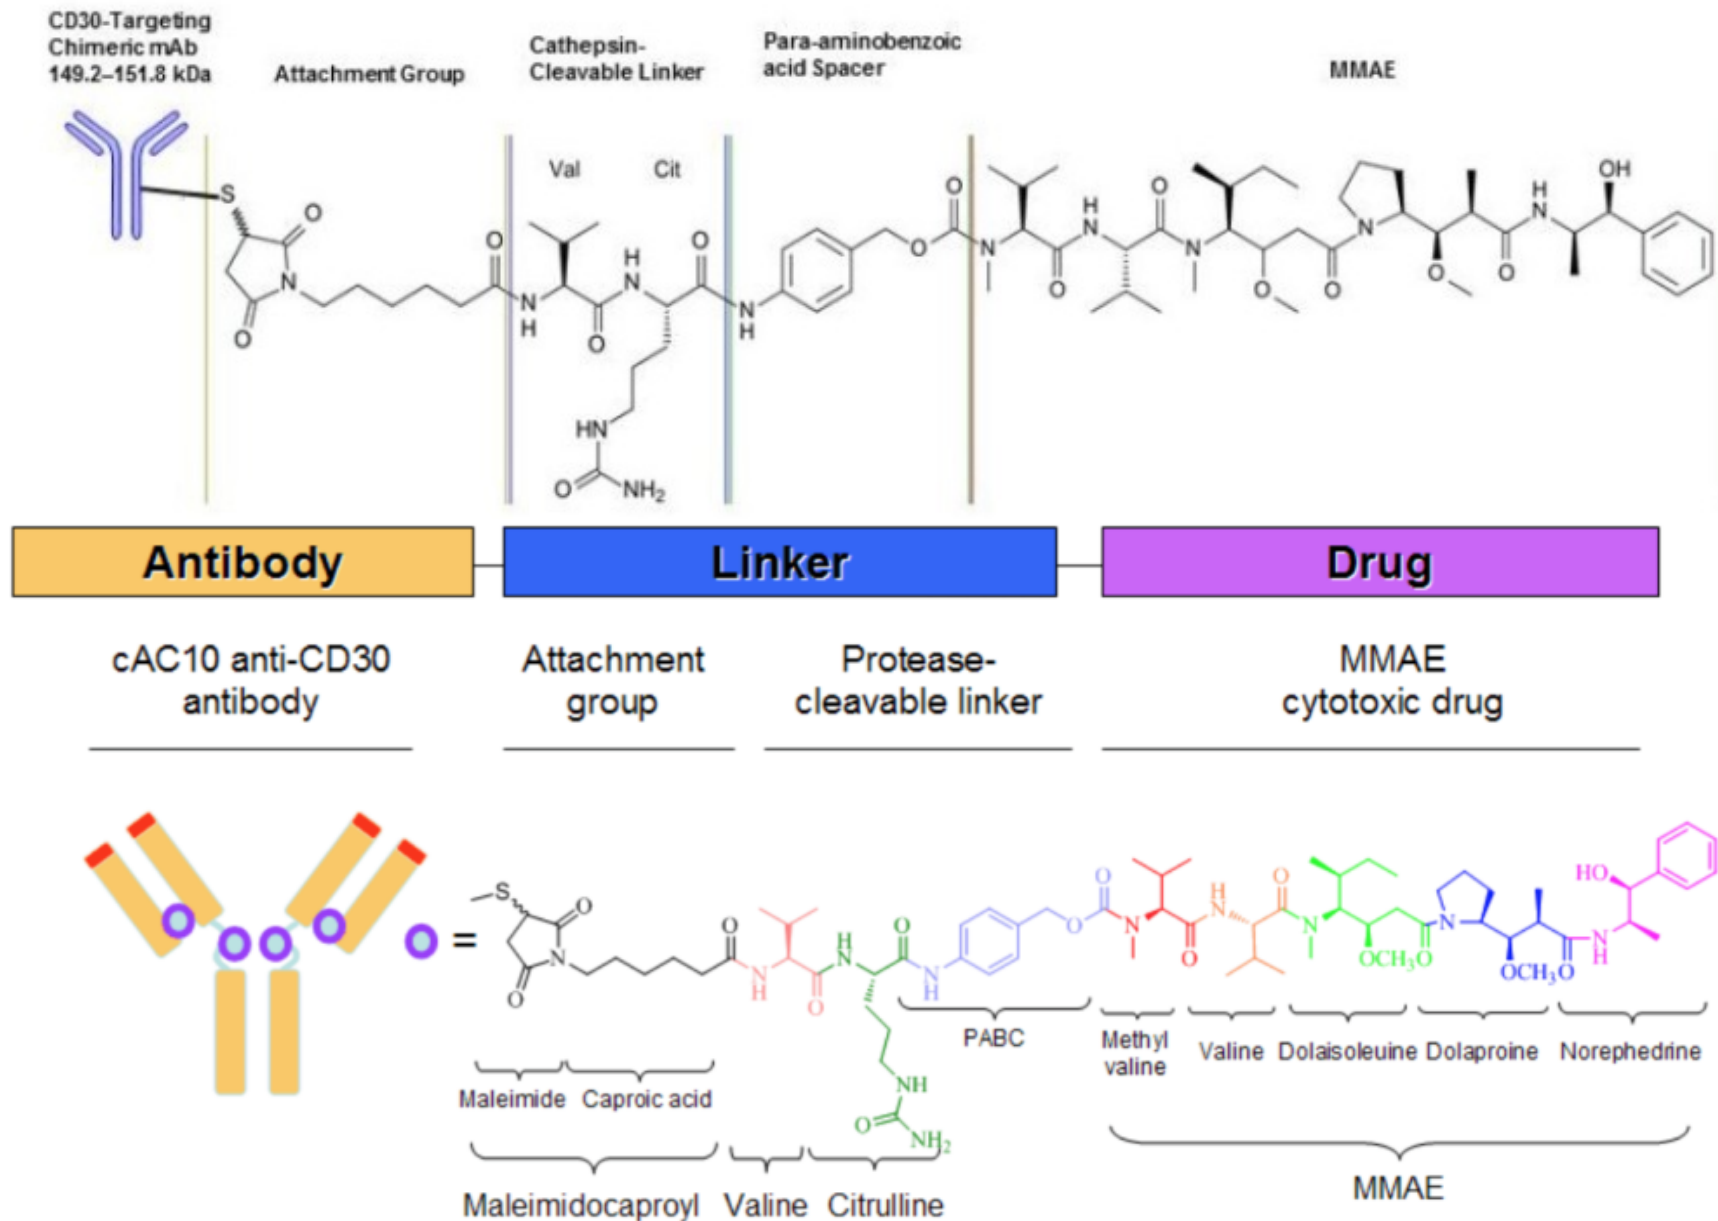 CD30-Targeting
Chimeric mAb
149.2–151.8 kDa
Attachment Group
Cathepsin-
Cleavable Linker
Para-aminobenzoic
acid Spacer
MMAE
Val
Cit
S
O
O
N
O
N
H
O
H
N
O
HN
O
NH2
N
H
O
O
N
O
H
N
O
N
O
O
N
O
O
H
N
OH
Antibody
Linker
Drug
cAC10 anti-CD30
antibody
Attachment
group
Protease-
cleavable linker
MMAE
cytotoxic drug
=
S
O
O
N
O
N
H
O
H
N
O
NH
O
NH2
N
H
O
O
N
O
H
N
O
N
OCH3
O
N
OCH3
O
N
H
HO
PABC
Methyl
valine
Valine
Dolaisoleuine
Dolaproine
Norephedrine
Maleimide
Caproic acid
Maleimidocaproyl
Valine
Citrulline
MMAE